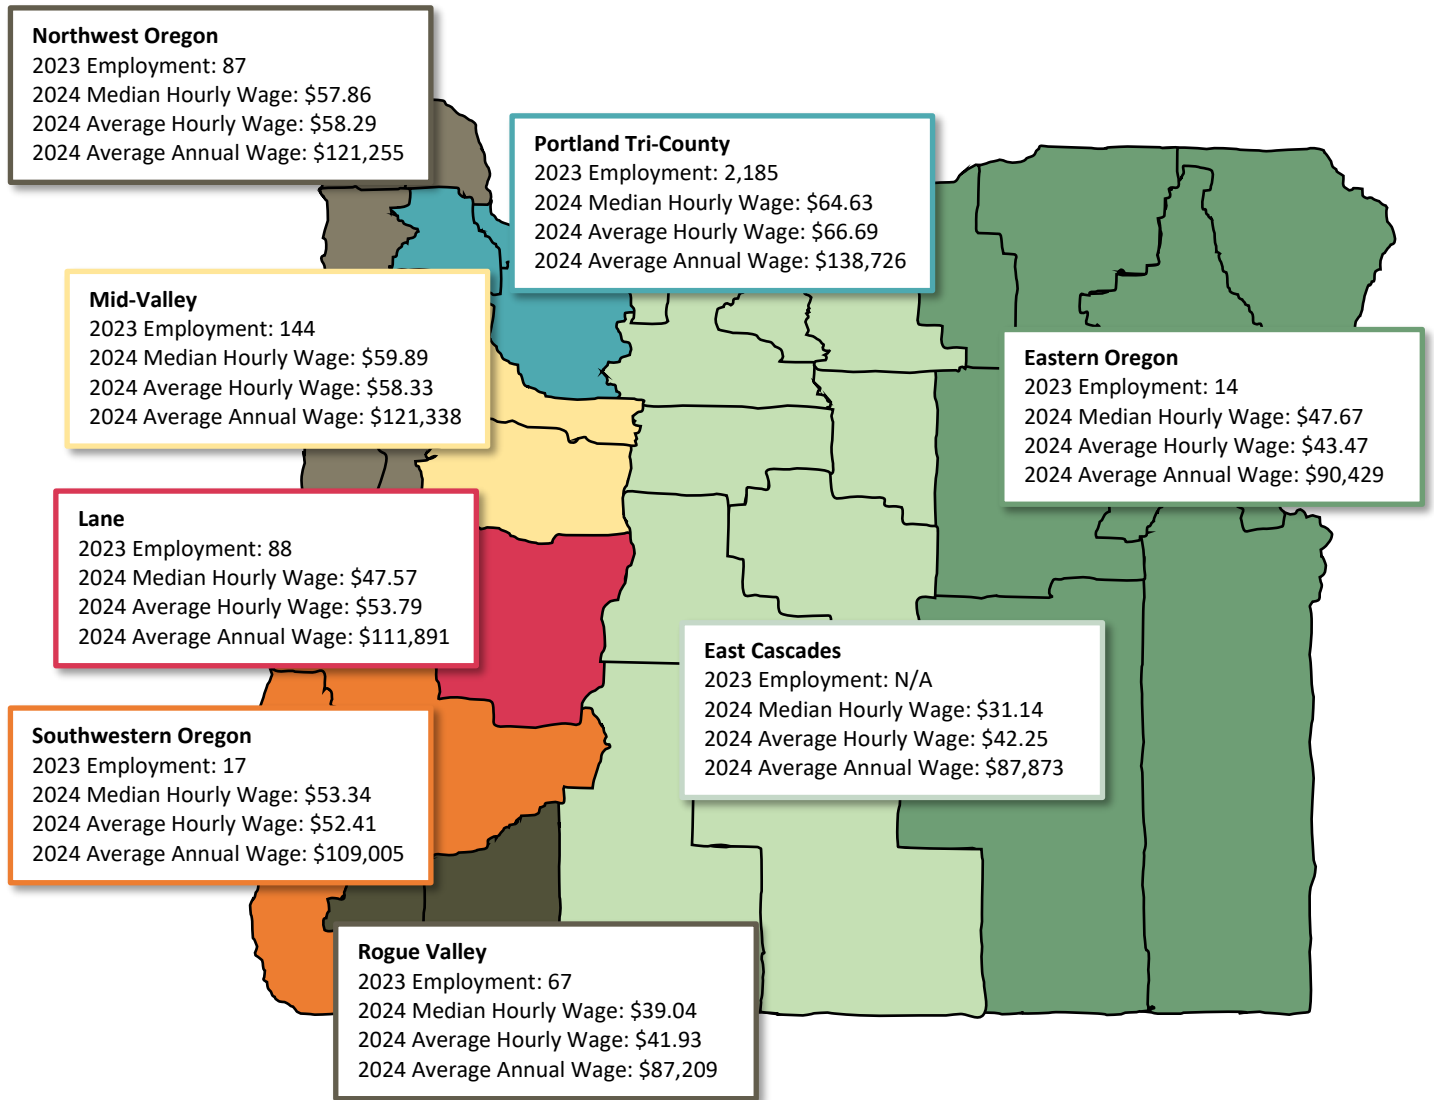 Northwest Oregon
2023 Employment: 87
2024 Median Hourly Wage: $57.86
2024 Average Hourly Wage: $58.29
2024 Average Annual Wage: $121,255
Portland Tri-County
2023 Employment: 2,185
2024 Median Hourly Wage: $64.63
2024 Average Hourly Wage: $66.69
2024 Average Annual Wage: $138,726
Mid-Valley
2023 Employment: 144
2024 Median Hourly Wage: $59.89
2024 Average Hourly Wage: $58.33
2024 Average Annual Wage: $121,338
Eastern Oregon
2023 Employment: 14
2024 Median Hourly Wage: $47.67
2024 Average Hourly Wage: $43.47
2024 Average Annual Wage: $90,429
Lane
2023 Employment: 88
2024 Median Hourly Wage: $47.57
2024 Average Hourly Wage: $53.79
2024 Average Annual Wage: $111,891
East Cascades
2023 Employment: N/A
2024 Median Hourly Wage: $31.14
2024 Average Hourly Wage: $42.25
2024 Average Annual Wage: $87,873
Southwestern Oregon
2023 Employment: 17
2024 Median Hourly Wage: $53.34
2024 Average Hourly Wage: $52.41
2024 Average Annual Wage: $109,005
Rogue Valley
2023 Employment: 67
2024 Median Hourly Wage: $39.04
2024 Average Hourly Wage: $41.93
2024 Average Annual Wage: $87,209